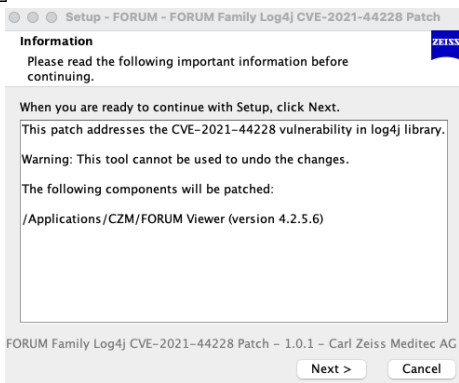 Setup - FORUM - FORUM Family Log4j CVE-2021-44228 Patch
Information
ZEISS
Please read the following important information before
continuing.
When you are ready to continue with Setup, click Next.
This patch addresses the CVE-2021-44228 vulnerability in log4j library.
Warning: This tool cannot be used to undo the changes.
The following components will be patched:
/Applications/CZM/FORUM Viewer (version 4.2.5.6)
FORUM Family Log4j CVE-2021-44228 Patch - 1.0.1 - Carl Zeiss Meditec AG
Next >
Cancel